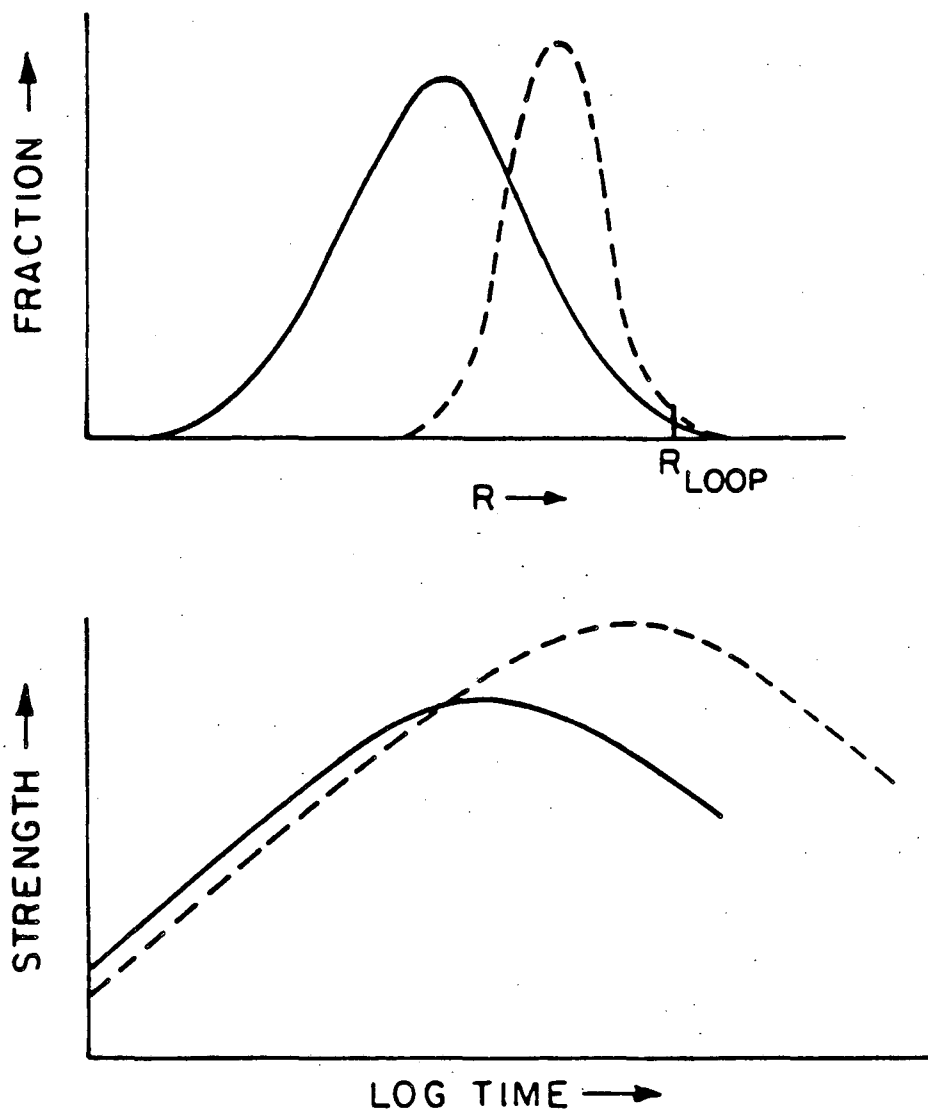 FRACTION →
R LOOP
R →
STRENGTH →
LOG TIME →